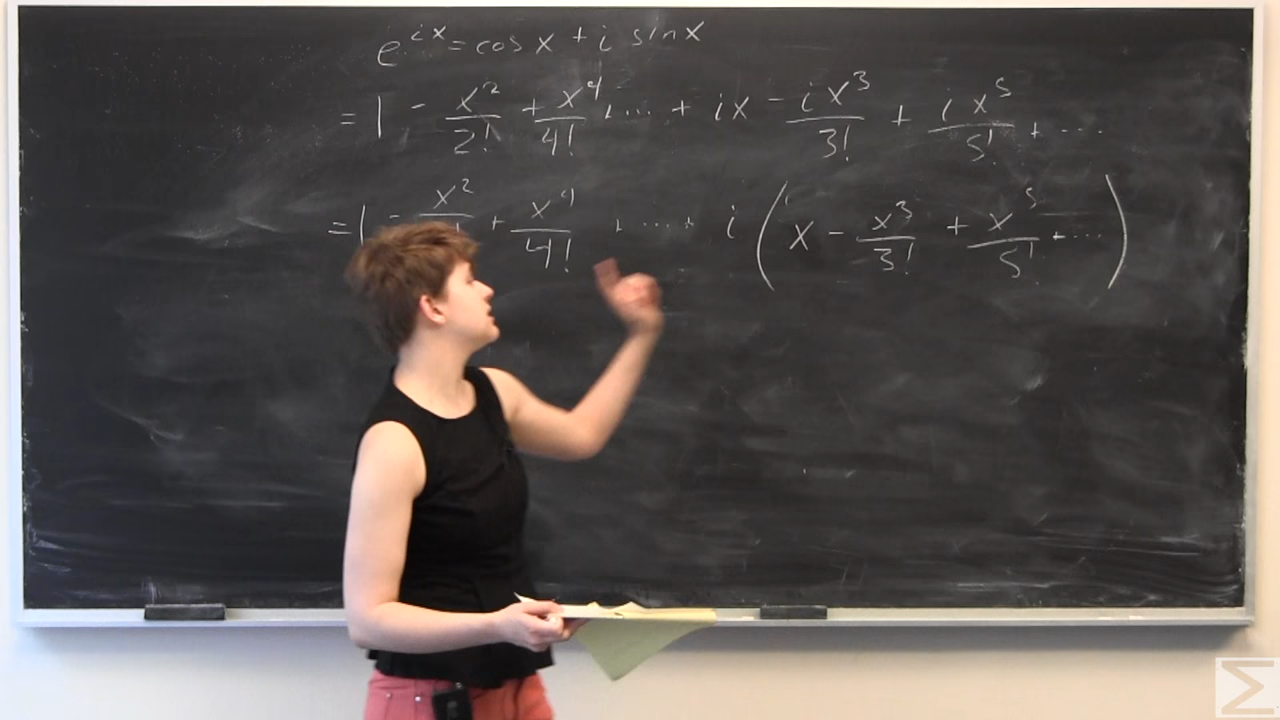 e^{ix} = cos x + i sin x
= 1 - x^2/2! + x^4/4! + ... + ix - ix^3/3! + ix^5/5! + ...
= 1 - x^2 + x^4/4! + ... + i (x - x^3/3! + x^5/5! + ...)
Σ